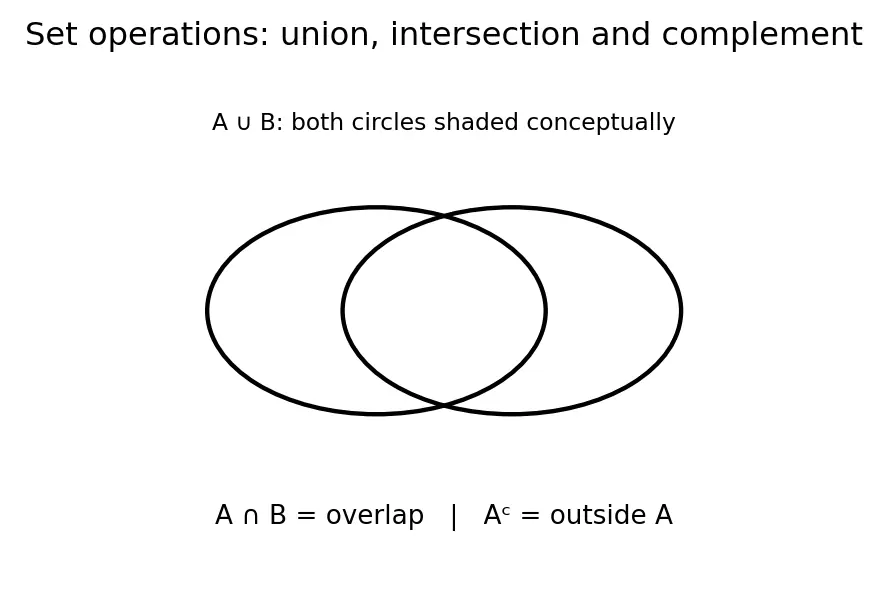 Set operations: union, intersection and complement
A ∪ B: both circles shaded conceptually
A ∩ B = overlap   |   Aᶜ = outside A